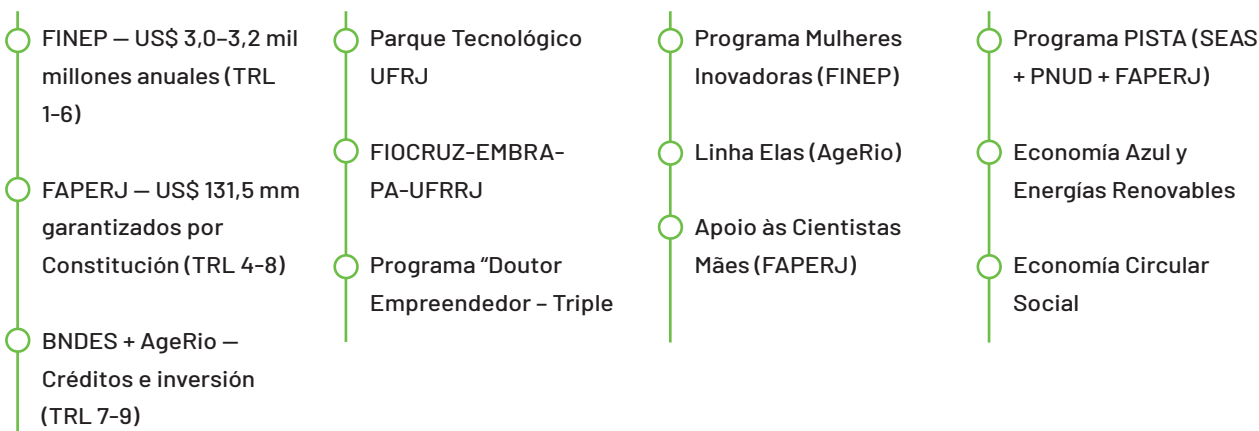 FINEP — US$ 3,0–3,2 mil
millones anuales (TRL
1-6)
FAPERJ — US$ 131,5 mm
garantizados por
Constitución (TRL 4-8)
BNDES + AgeRio —
Créditos e inversión
(TRL 7-9)
Parque Tecnológico
UFRJ
FIOCRUZ-EMBRA-
PA-UFRRJ
Programa “Doutor
Empreendedor – Triple
Programa Mulheres
Inovadoras (FINEP)
Linha Elas (AgeRio)
Apoio às Cientistas
Mães (FAPERJ)
Programa PISTA (SEAS
+ PNUD + FAPERJ)
Economía Azul y
Energías Renovables
Economía Circular
Social